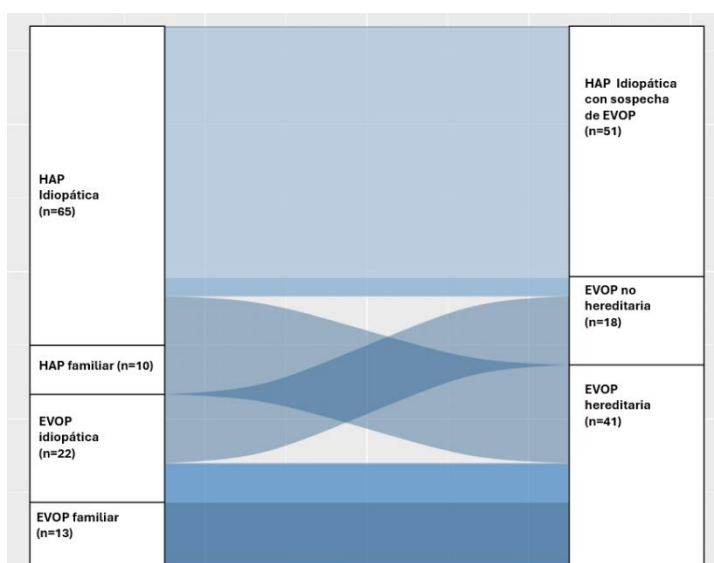 HAP
Idiopática
(n=65)
HAP familiar (n=10)
EVOP
idiopática
(n=22)
EVOP familiar
(n=13)
HAP Idiopática
con sospecha
de EVOP
(n=51)
EVOP no
hereditaria
(n=18)
EVOP
hereditaria
(n=41)